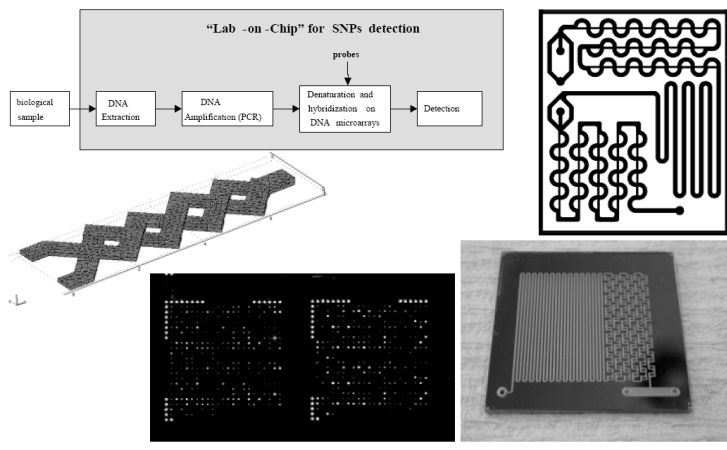 “Lab -on -Chip” for SNPs detection
probes
biological
sample
DNA
Extraction
DNA
Amplification (PCR)
Denaturation and
hybridization on
DNA microarrays
Detection